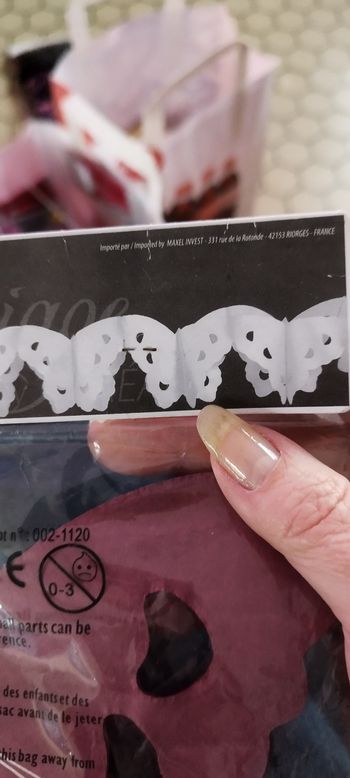 Importé par / Imported by MAXEL INVEST - 331 rue de la Rotonde - 42153 RIORGES - FRANCE
ot n° : 002-1120
CE
0-3
all parts can be
rence.
des enfants et des
sac avant de le jeter
his bag away from